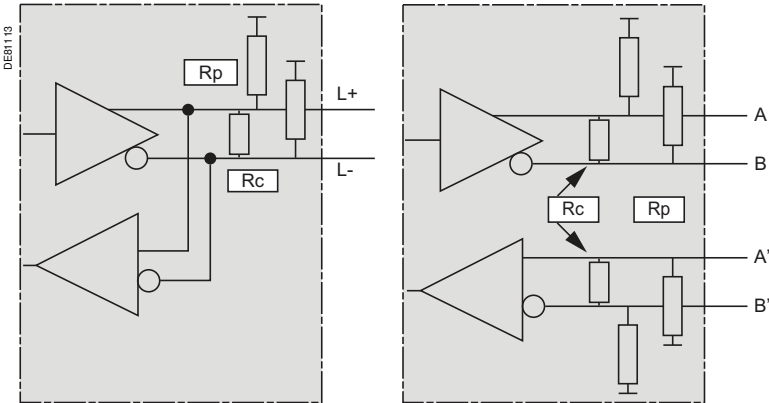 DE81113
Rp
L+
L-
Rc
A
B
Rc
Rp
A'
B'